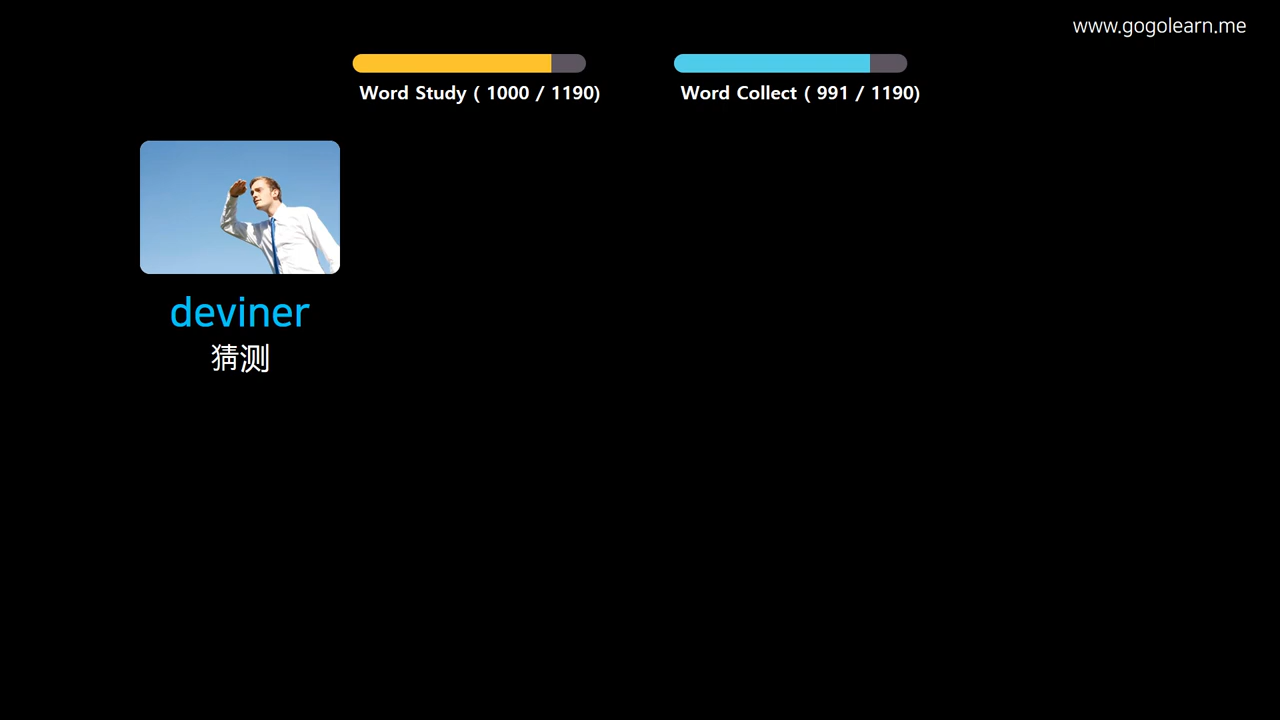 www.gogolearn.me
Word Study ( 1000 / 1190)
Word Collect ( 991 / 1190)
deviner
猜测